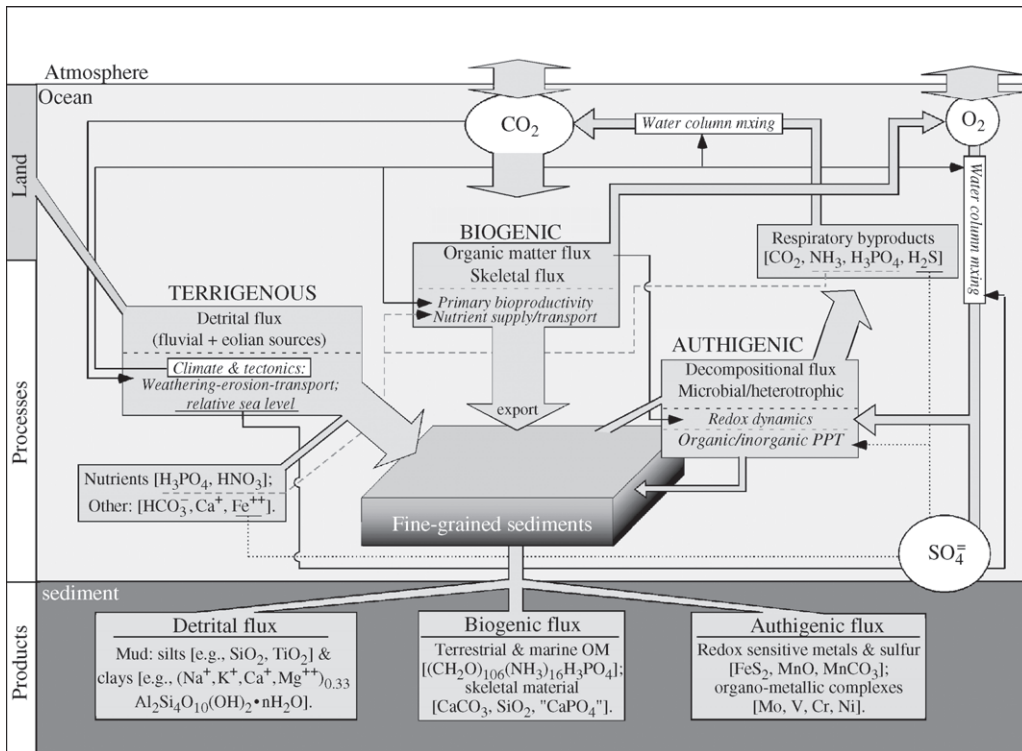 Atmosphere
Ocean
Land
Processes
Products
CO₂
Water column mxing
O₂
Water column mxing
BIOGENIC
Organic matter flux
Skeletal flux
Primary bioproductivity
Nutrient supply/transport
export
Respiratory byproducts
[CO₂, NH₃, H₃PO₄, H₂S]
TERRIGENOUS
Detrital flux
(fluvial + eolian sources)
Climate & tectonics:
Weathering-erosion-transport;
relative sea level
AUTHIGENIC
Decompositional flux
Microbial/heterotrophic
Redox dynamics
Organic/inorganic PPT
Nutrients [H₃PO₄, HNO₃];
Other: [HCO₃⁻, Ca⁺, Fe⁺⁺].
Fine-grained sediments
SO₄⁼
sediment
Detrital flux
Mud: silts [e.g., SiO₂, TiO₂] &
clays [e.g., (Na⁺, K⁺, Ca⁺, Mg⁺⁺)₀.₃₃
Al₂Si₄O₁₀(OH)₂•nH₂O].
Biogenic flux
Terrestrial & marine OM
[(CH₂O)₁₀₆(NH₃)₁₆H₃PO₄];
skeletal material
[CaCO₃, SiO₂, "CaPO₄"].
Authigenic flux
Redox sensitive metals & sulfur
[FeS₂, MnO, MnCO₃];
organo-metallic complexes
[Mo, V, Cr, Ni].